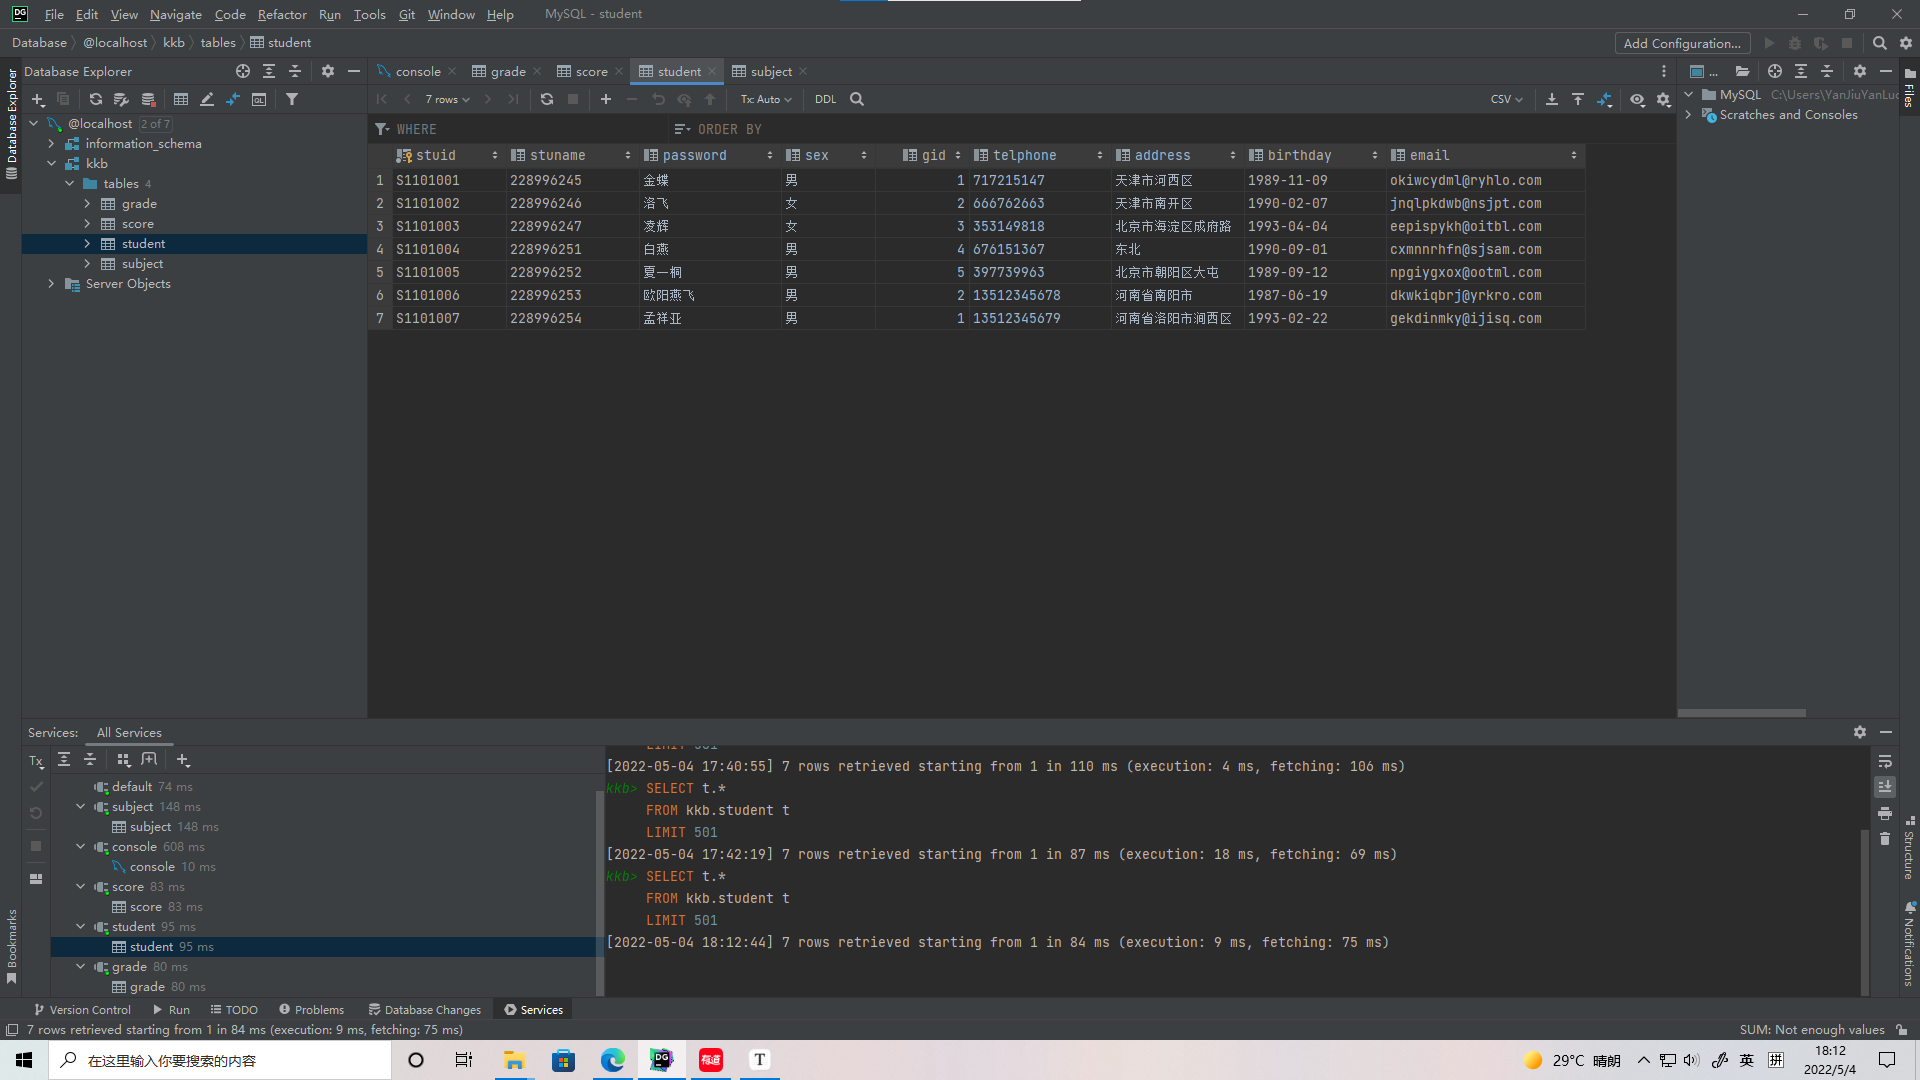 File Edit View Navigate Code Refactor Run Tools Git Window Help MySQL - student
Database @localhost kkb tables student Add Configuration...
Database Explorer
console grade score student subject
7 rows Tx: Auto DDL CSV
WHERE ORDER BY
@localhost 2 of 7
information_schema
kkb
tables 4
grade
score
student
subject
Server Objects
stuid stuname password sex gid telphone address birthday email
1 S1101001 228996245 金蝶 男 1 717215147 天津市河西区 1989-11-09 okiwcydml@ryhlo.com
2 S1101002 228996246 洛飞 女 2 666762663 天津市南开区 1990-02-07 jnqlpkdwb@nsjpt.com
3 S1101003 228996247 凌辉 女 3 353149818 北京市海淀区成府路 1993-04-04 eepispykh@oitbl.com
4 S1101004 228996251 白燕 男 4 676151367 东北 1990-09-01 cxmnnrhfn@sjsam.com
5 S1101005 228996252 夏一桐 男 5 397739963 北京市朝阳区大屯 1989-09-12 npgiygxox@ootml.com
6 S1101006 228996253 欧阳燕飞 男 2 13512345678 河南省南阳市 1987-06-19 dkwkiqbrj@yrkro.com
7 S1101007 228996254 孟祥亚 男 1 13512345679 河南省洛阳市涧西区 1993-02-22 gekdinmky@ijisq.com
MySQL C:\Users\YanJiuYanLuo
Scratches and Consoles
Database Explorer
Files
Services: All Services
Tx
default 74 ms
subject 148 ms
subject 148 ms
console 608 ms
console 10 ms
score 83 ms
score 83 ms
student 95 ms
student 95 ms
grade 80 ms
grade 80 ms
LIMIT 501
[2022-05-04 17:40:55] 7 rows retrieved starting from 1 in 110 ms (execution: 4 ms, fetching: 106 ms)
kkb> SELECT t.*
FROM kkb.student t
LIMIT 501
[2022-05-04 17:42:19] 7 rows retrieved starting from 1 in 87 ms (execution: 18 ms, fetching: 69 ms)
kkb> SELECT t.*
FROM kkb.student t
LIMIT 501
[2022-05-04 18:12:44] 7 rows retrieved starting from 1 in 84 ms (execution: 9 ms, fetching: 75 ms)
Bookmarks
Structure
Notifications
Version Control Run TODO Problems Database Changes Services
7 rows retrieved starting from 1 in 84 ms (execution: 9 ms, fetching: 75 ms) SUM: Not enough values
在这里输入你要搜索的内容 DG 有道 T 29°C 晴朗 英 拼 18:12
2022/5/4